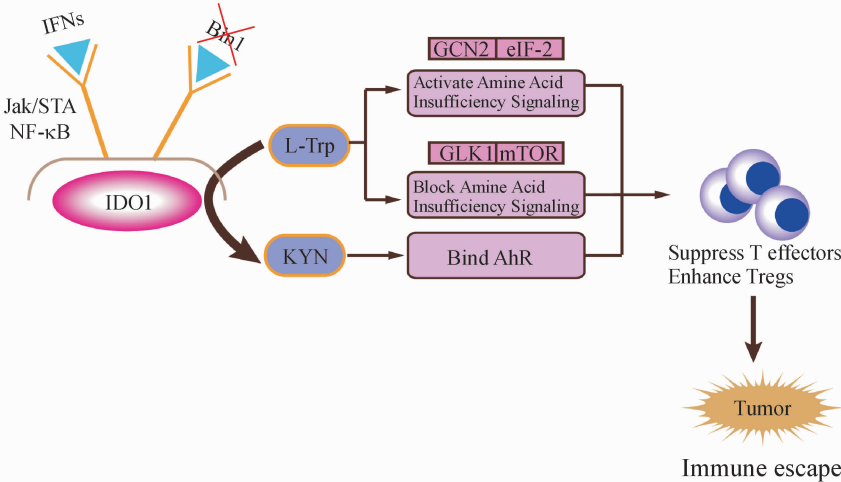 IFNs
Bin1
Jak/STA
NF-κB
IDO1
L-Trp
KYN
GCN2 eIF-2
Activate Amine Acid
Insufficiency Signaling
GLK1 mTOR
Block Amine Acid
Insufficiency Signaling
Bind AhR
Suppress T effectors
Enhance Tregs
Tumor
Immune escape